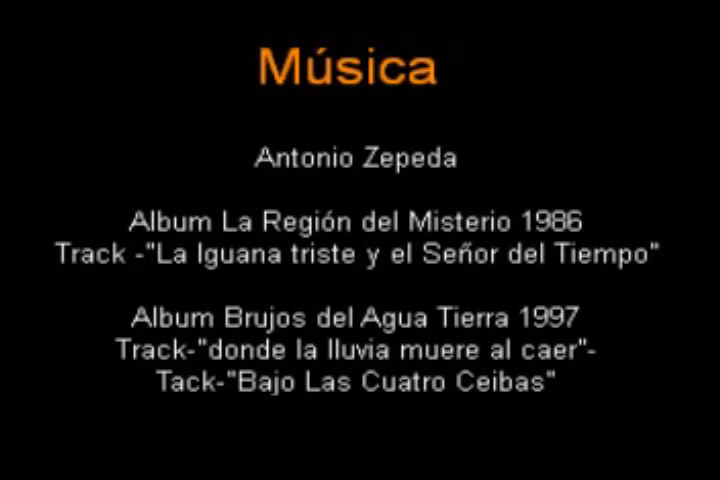 Música
Antonio Zepeda
Album La Región del Misterio 1986
Track -"La Iguana triste y el Señor del Tiempo"
Album Brujos del Agua Tierra 1997
Track-"donde la lluvia muere al caer"-
Tack-"Bajo Las Cuatro Ceibas"